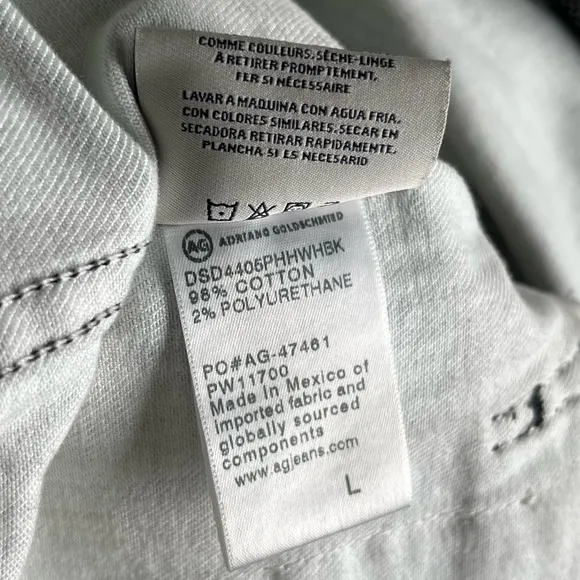 COMME COULEURS. SÈCHE-LINGE
À RETIRER PROMPTEMENT,
FER SI NÉCESSAIRE
LAVAR A MAQUINA CON AGUA FRIA.
CON COLORES SIMILARES. SECAR EN
SECADORA RETIRAR RAPIDAMENTE.
PLANCHA SI ES NECESARIO
AG ADRIANO GOLDSCHMIED
DSD4405PHHWHBK
98% COTTON
2% POLYURETHANE
PO#AG-47461
PW11700
Made in Mexico of
imported fabric and
globally sourced
components
www.agjeans.com
L